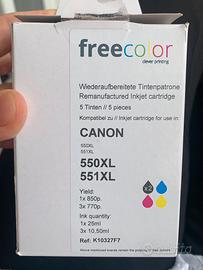 freecolor
clever printing
Wiederaufbereitete Tintenpatrone
Remanufactured Inkjet cartridge
5 Tinten // 5 pieces
Kompatibel zu // Inkjet cartridge for use in:
CANON
550XL
551XL
550XL
551XL
x2
Yield:
1x 850p.
3x 770p.
Ink quantity:
1x 25ml
3x 10,50ml
Ref: K10327F7